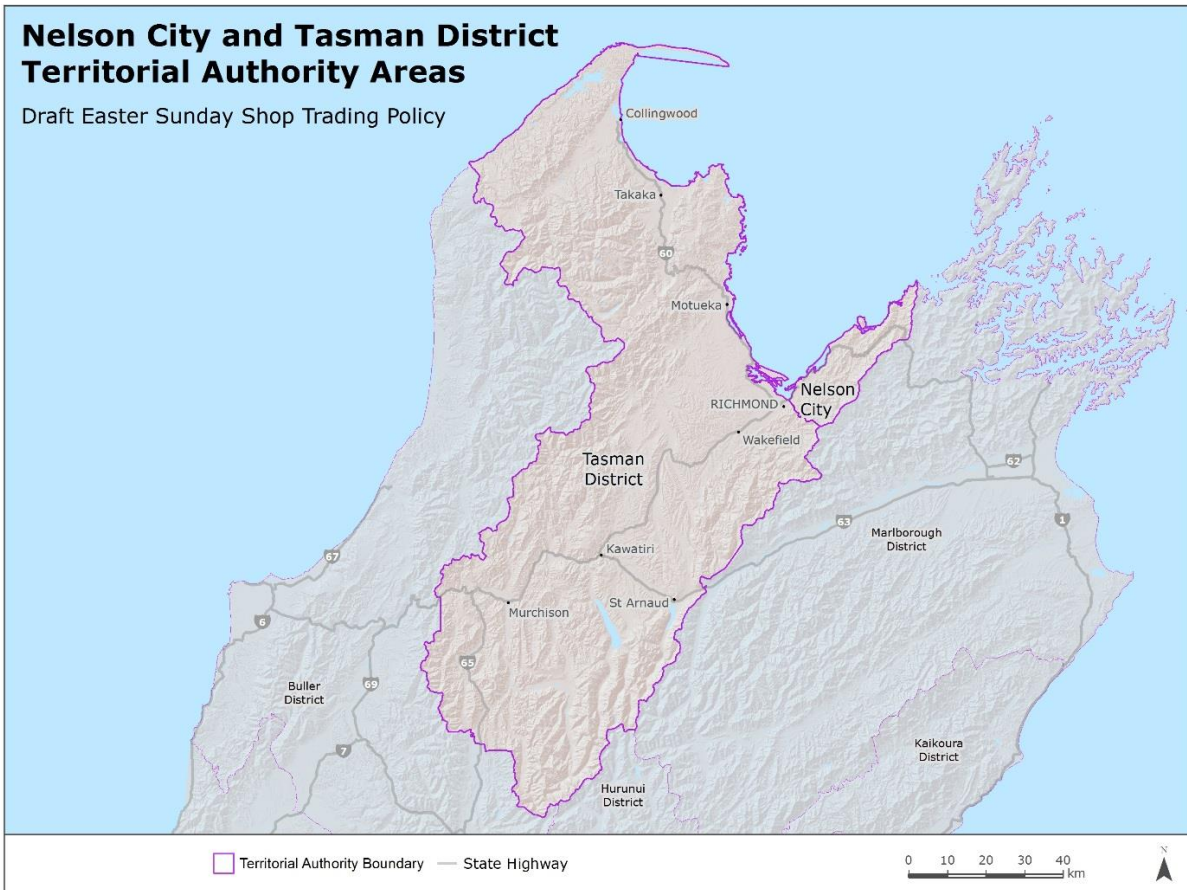 Nelson City and Tasman District
Territorial Authority Areas
Draft Easter Sunday Shop Trading Policy
Collingwood
Takaka
60
Motueka
Nelson
City
RICHMOND
Wakefield
Tasman
District
62
63
1
Marlborough
District
Kawatiri
67
St Arnaud
Murchison
6
65
69
Buller
District
7
Kaikoura
District
Hurunui
District
Territorial Authority Boundary
State Highway
N
0 10 20 30 40
km